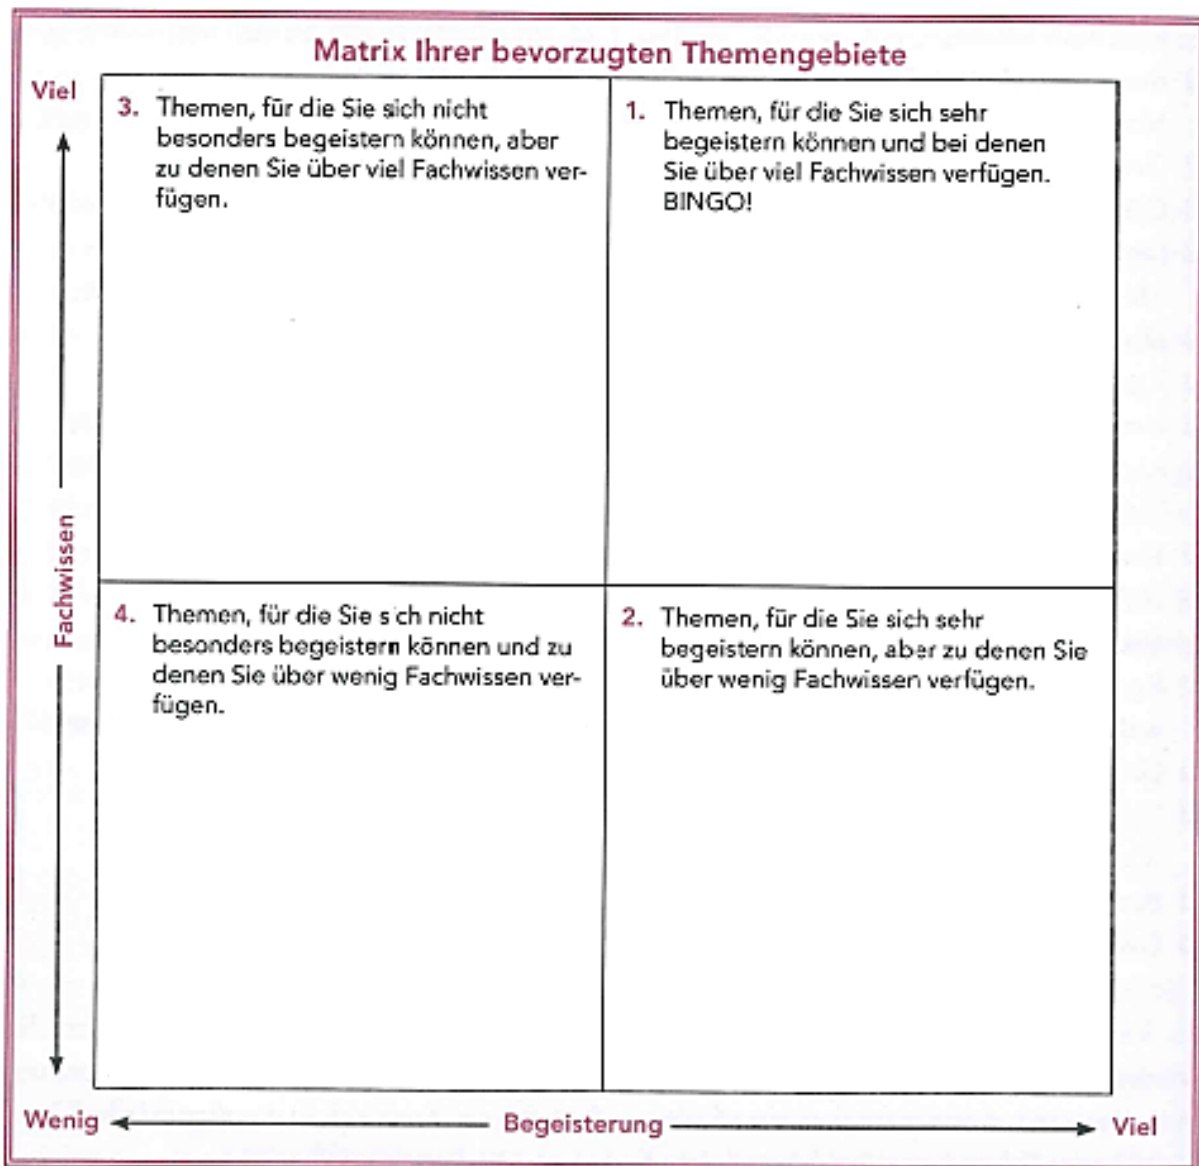 Matrix Ihrer bevorzugten Themengebiete
Viel
3. Themen, für die Sie sich nicht
besonders begeistern können, aber
zu denen Sie über viel Fachwissen ver-
fügen.
1. Themen, für die Sie sich sehr
begeistern können und bei denen
Sie über viel Fachwissen verfügen.
BINGO!
Fachwissen
4. Themen, für die Sie sich nicht
besonders begeistern können und zu
denen Sie über wenig Fachwissen ver-
fügen.
2. Themen, für die Sie sich sehr
begeistern können, aber zu denen Sie
über wenig Fachwissen verfügen.
Wenig
Begeisterung
Viel